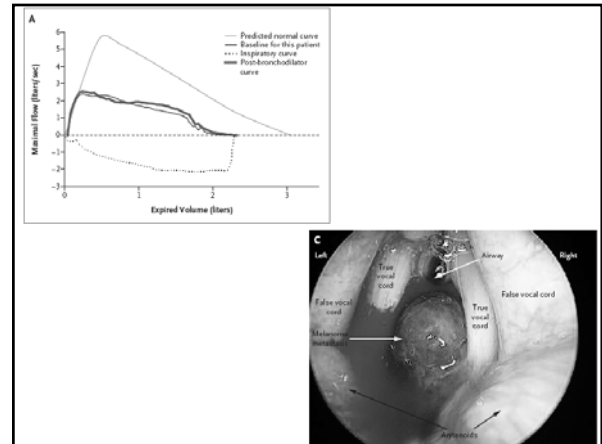 A
Predicted normal curve
Baseline for this patient
Inspiratory curve
Post-bronchodilator
curve
Maximal Flow (liters/sec)
6
5
4
3
2
1
0
−1
−2
−3
0
1
2
3
Expired Volume (liters)
C
Left
Right
Airway
True
vocal
cord
False vocal cord
False vocal cord
True
vocal
cord
Melanoma
metastasis
Arytenoids